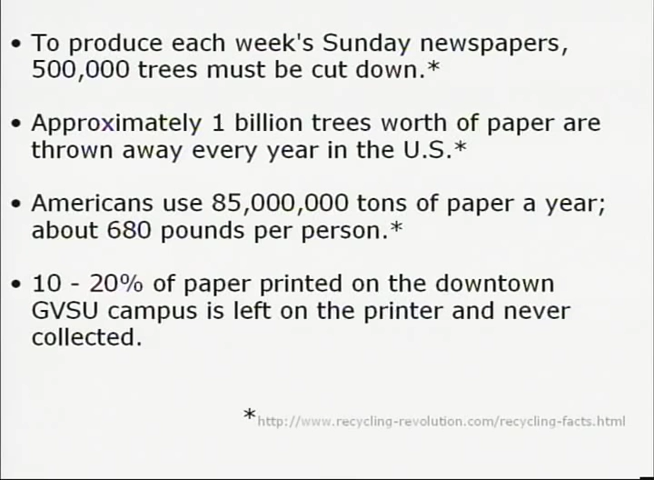 • To produce each week's Sunday newspapers,
500,000 trees must be cut down.*
• Approximately 1 billion trees worth of paper are
thrown away every year in the U.S.*
• Americans use 85,000,000 tons of paper a year;
about 680 pounds per person.*
• 10 - 20% of paper printed on the downtown
GVSU campus is left on the printer and never
collected.
*http://www.recycling-revolution.com/recycling-facts.html